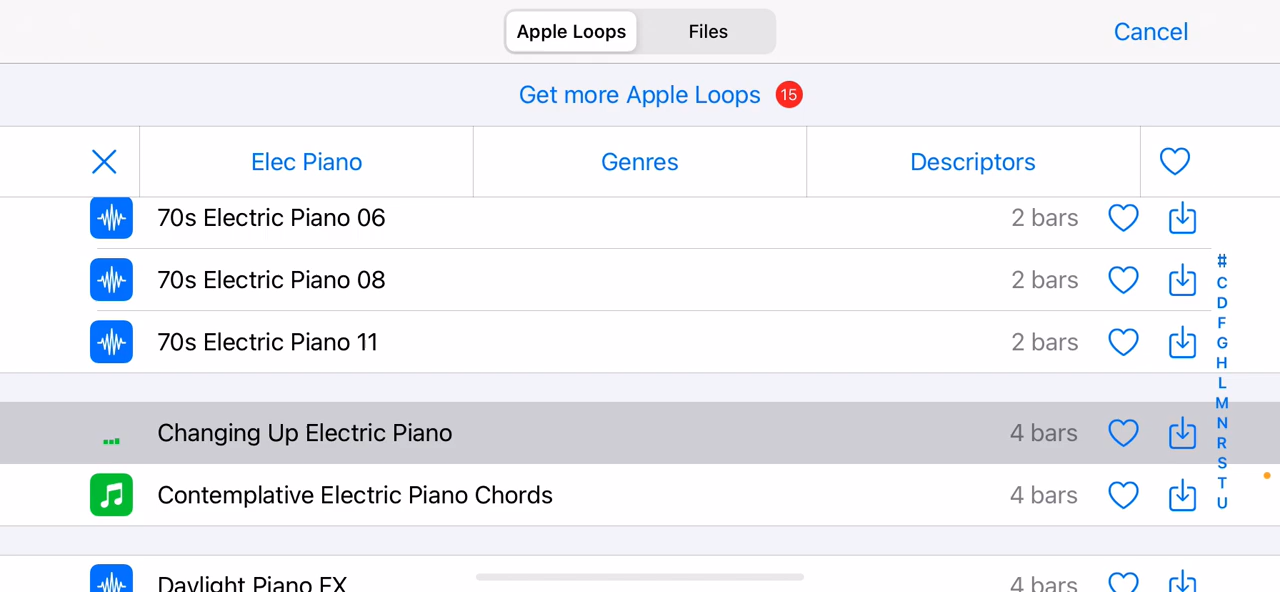 Apple Loops Files Cancel
Get more Apple Loops 15
Elec Piano Genres Descriptors
70s Electric Piano 06 2 bars
70s Electric Piano 08 2 bars
70s Electric Piano 11 2 bars
Changing Up Electric Piano 4 bars
Contemplative Electric Piano Chords 4 bars
Daylight Piano FX 4 bars
#
C
D
F
G
H
L
M
N
R
S
T
U